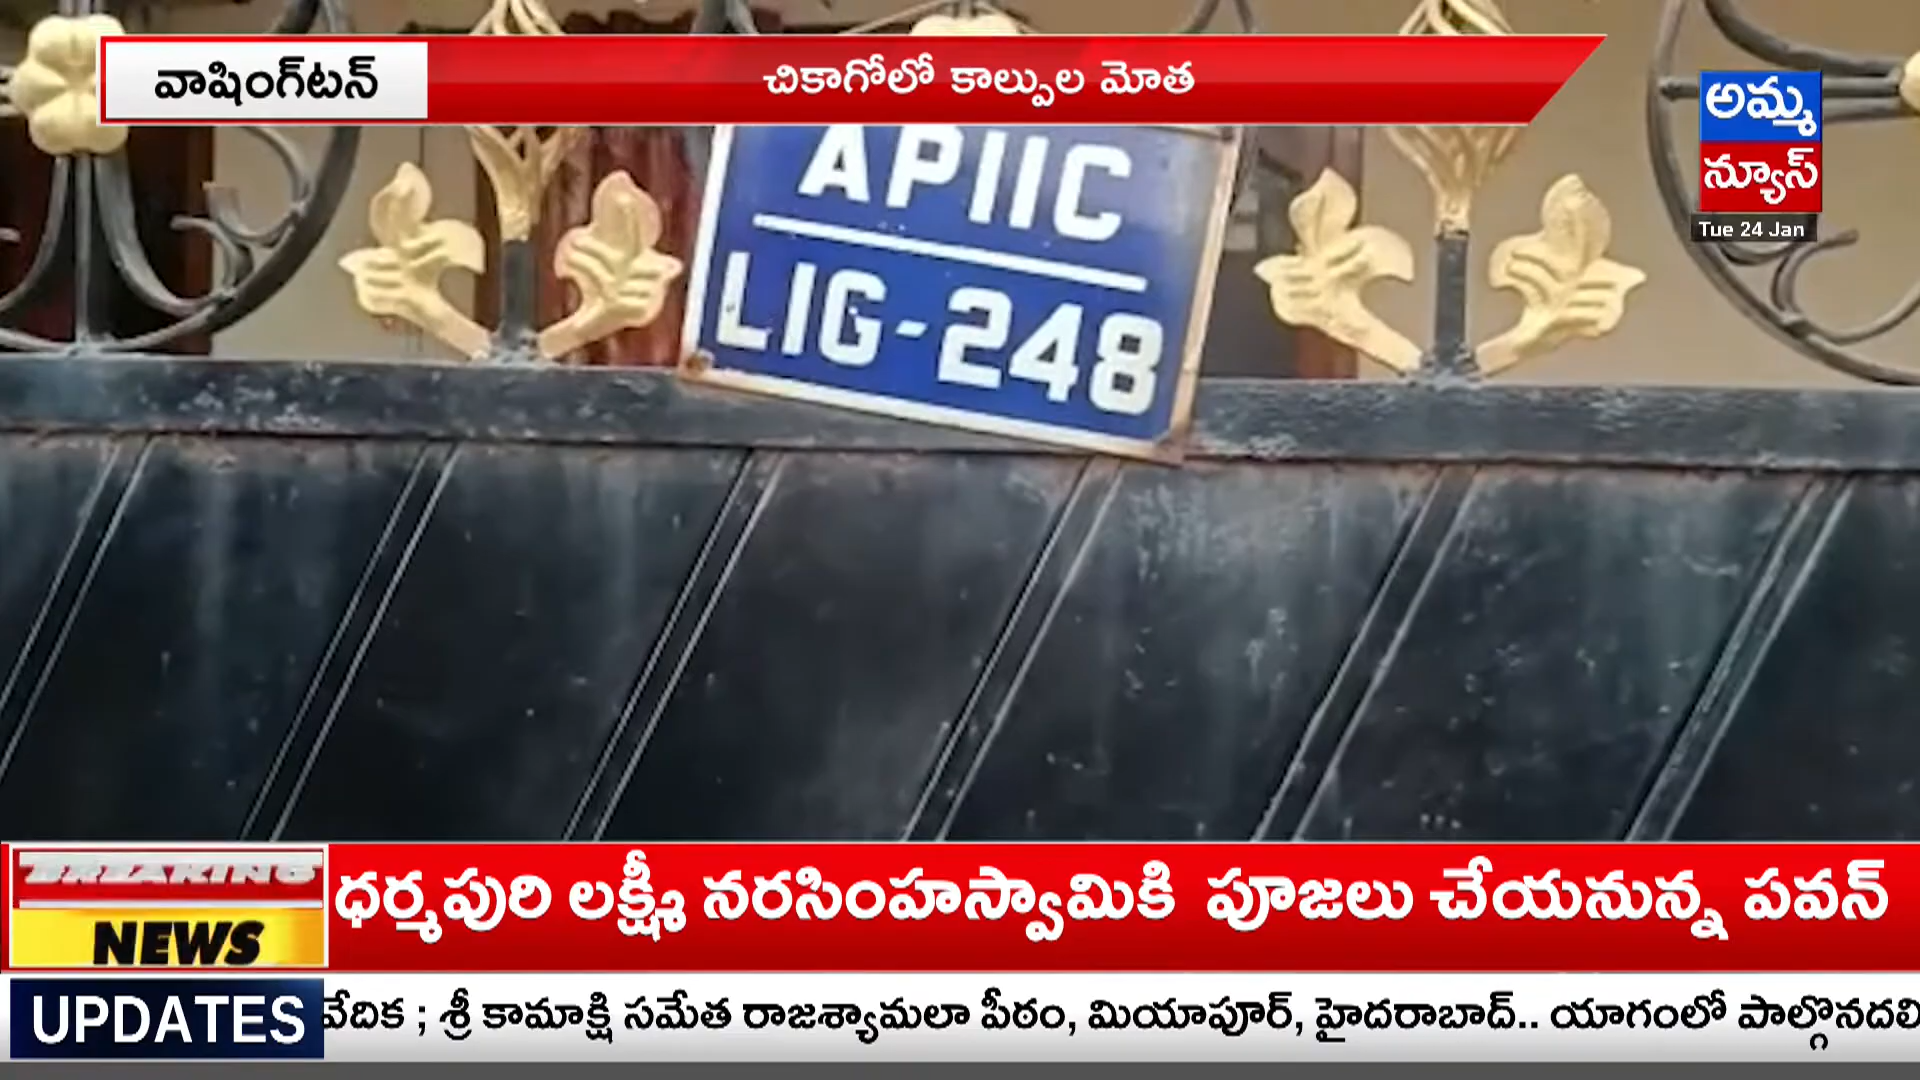 వాషింగ్‌టన్
చికాగోలో కాల్పుల మోత
అమ్మ
న్యూస్
Tue 24 Jan
APIIC
LIG-248
BREAKING
NEWS
ధర్మపురి లక్ష్మీ నరసింహస్వామికి పూజలు చేయనున్న పవన్
UPDATES
వేదిక ; శ్రీ కామాక్షి సమేత రాజశ్యామలా పీఠం, మియాపూర్, హైదరాబాద్.. యాగంలో పాల్గొనదలి